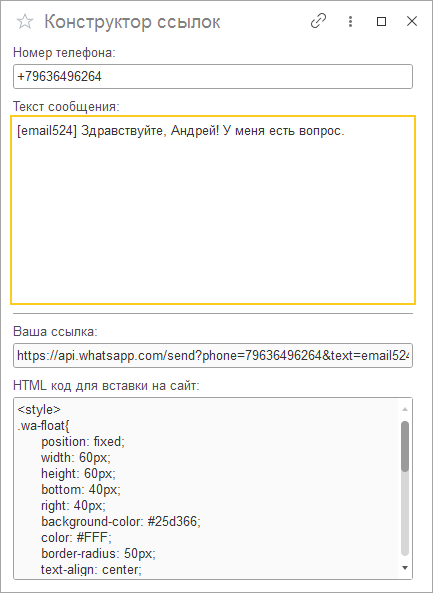 Конструктор ссылок
Номер телефона:
+79636496264
Текст сообщения:
[email524] Здравствуйте, Андрей! У меня есть вопрос.
Ваша ссылка:
https://api.whatsapp.com/send?phone=79636496264&text=email524
HTML код для вставки на сайт:
<style>
.wa-float{
position: fixed;
width: 60px;
height: 60px;
bottom: 40px;
right: 40px;
background-color: #25d366;
color: #FFF;
border-radius: 50px;
text-align: center;